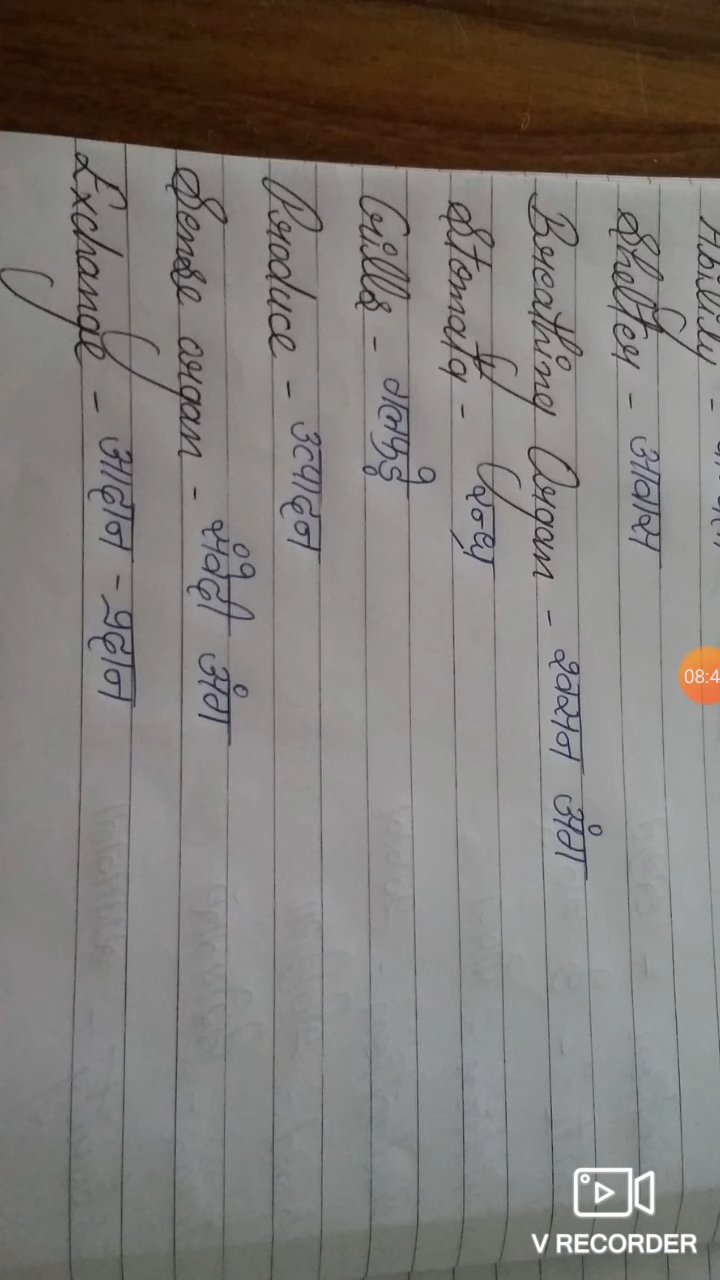 Ability -
Shelter - आवास
Breathing Organ - श्वसन अंग
Stomata - रन्ध्र
Gills - गलफड़े
Produce - उत्पादन
Sense organ - संवेदी अंग
Exchange - आदान - प्रदान
08:4
V RECORDER